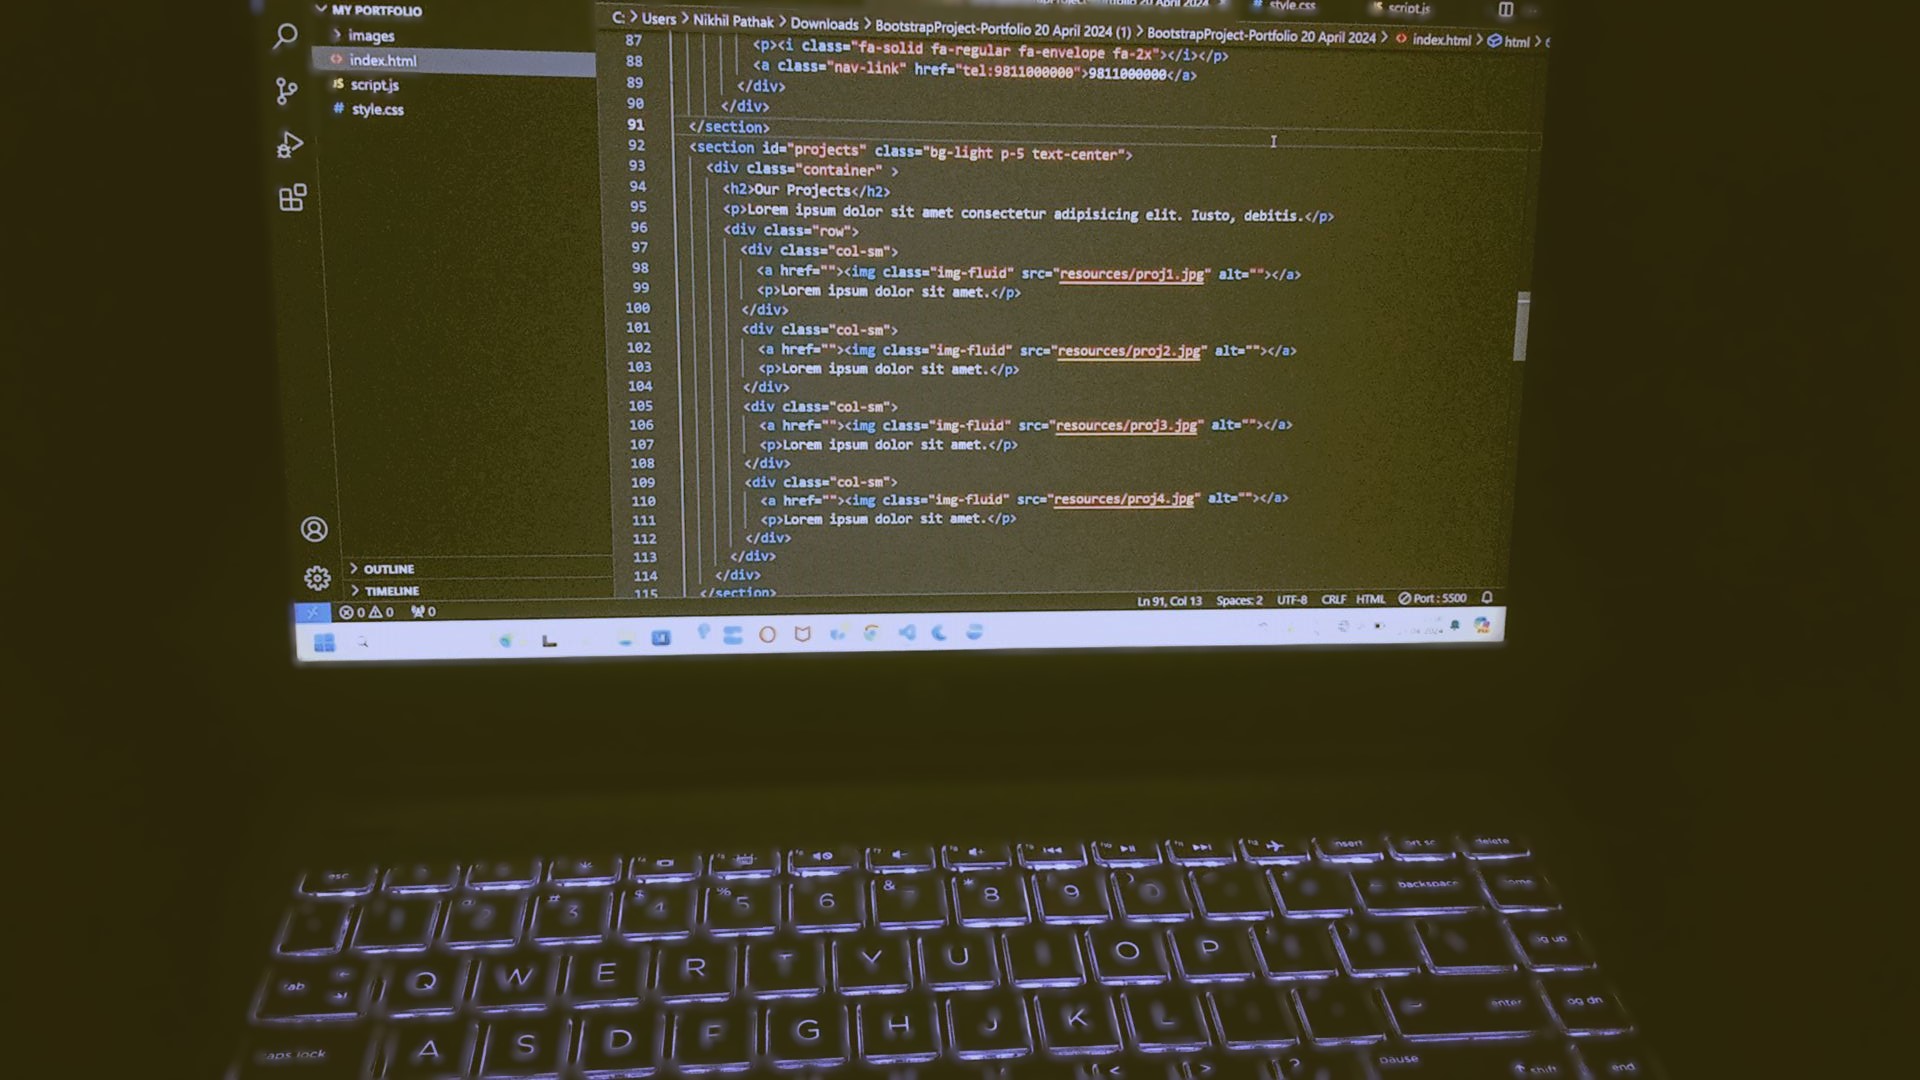 MY PORTFOLIO
images
index.html
JS script.js
# style.css
OUTLINE
TIMELINE
# style.css
JS script.js
C: > Users > Nikhil Pathak > Downloads > BootstrapProject-Portfolio 20 April 2024 (1) > BootstrapProject-Portfolio 20 April 2024 > index.html > html >
87 <p><i class="fa-solid fa-regular fa-envelope fa-2x"></i></p>
88 <a class="nav-link" href="tel:9811000000">9811000000</a>
89 </div>
90 </div>
91 </section>
92 <section id="projects" class="bg-light p-5 text-center">
93 <div class="container" >
94 <h2>Our Projects</h2>
95 <p>Lorem ipsum dolor sit amet consectetur adipisicing elit. Iusto, debitis.</p>
96 <div class="row">
97 <div class="col-sm">
98 <a href=""><img class="img-fluid" src="resources/proj1.jpg" alt=""></a>
99 <p>Lorem ipsum dolor sit amet.</p>
100 </div>
101 <div class="col-sm">
102 <a href=""><img class="img-fluid" src="resources/proj2.jpg" alt=""></a>
103 <p>Lorem ipsum dolor sit amet.</p>
104 </div>
105 <div class="col-sm">
106 <a href=""><img class="img-fluid" src="resources/proj3.jpg" alt=""></a>
107 <p>Lorem ipsum dolor sit amet.</p>
108 </div>
109 <div class="col-sm">
110 <a href=""><img class="img-fluid" src="resources/proj4.jpg" alt=""></a>
111 <p>Lorem ipsum dolor sit amet.</p>
112 </div>
113 </div>
114 </div>
115 </section>
0 0 0 Ln 91, Col 13 Spaces: 2 UTF-8 CRLF HTML Port : 5500
esc insert delete
@ 2 # 3 $ 4 % 5 6 & 8 9 ) backspace
Q W E R T Y U O P
A S D F G H J K L enter
caps lock
< > ? pause shift end